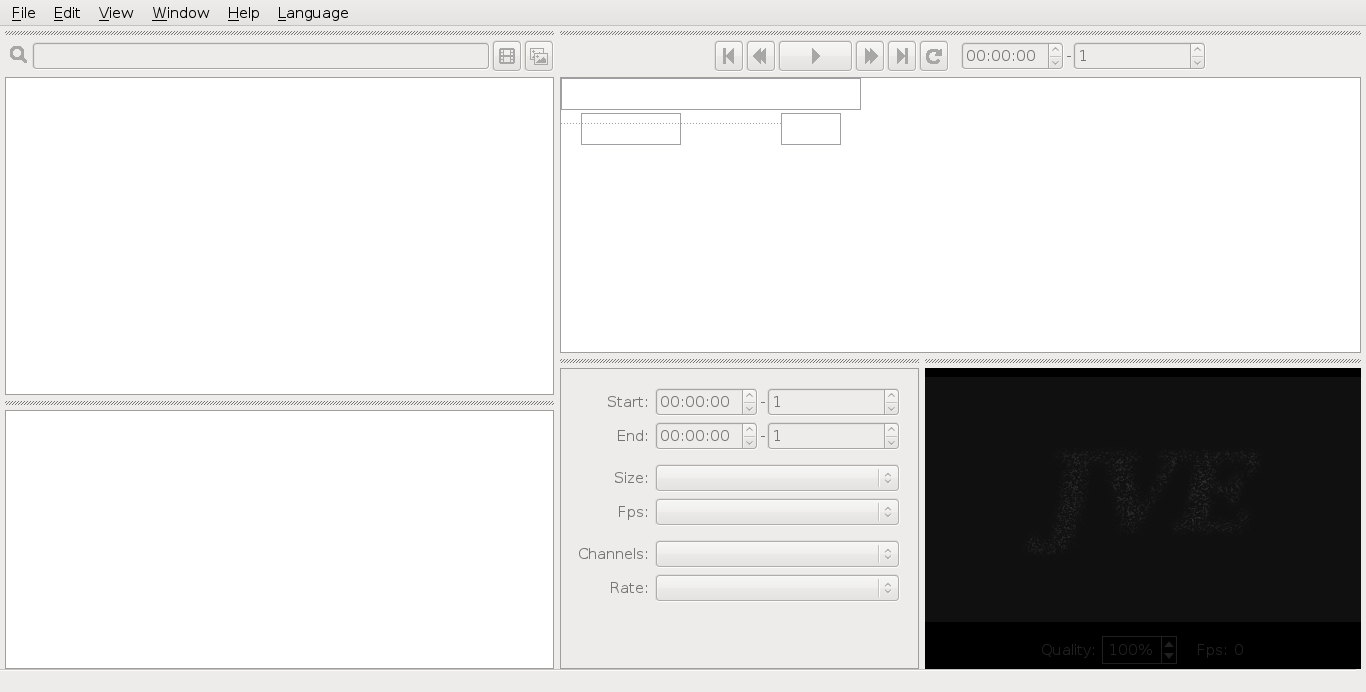 File Edit View Window Help Language
00:00:00 - 1
Start: 00:00:00 - 1
End: 00:00:00 - 1
Size:
Fps:
Channels:
Rate:
JVE
Quality: 100% Fps: 0